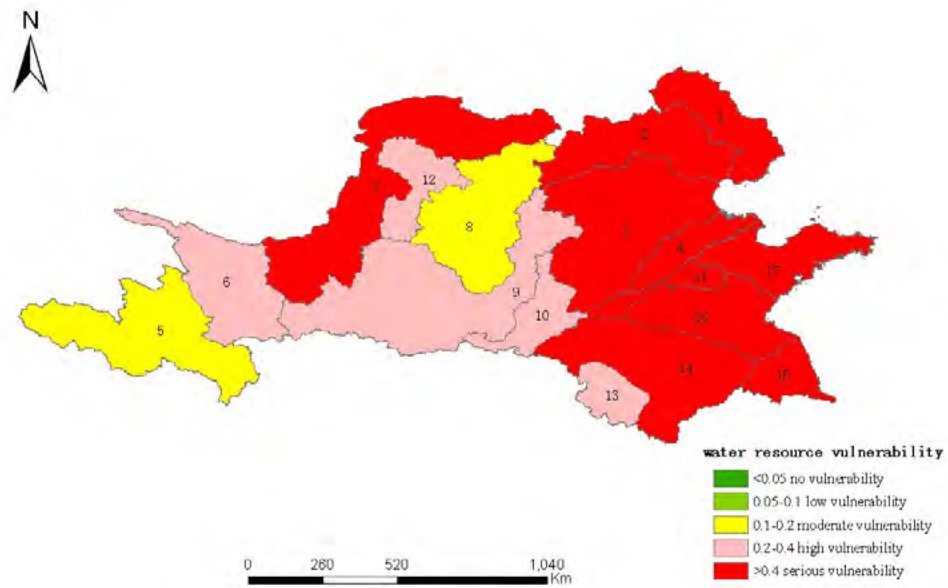 N
1
2
12
7
8
3
4
17
11
6
9
5
10
14
13
water resource vulnerability
<0.05 no vulnerability
0.05-0.1 low vulnerability
0.1-0.2 moderate vulnerability
0.2-0.4 high vulnerability
>0.4 serious vulnerability
0 260 520 1,040
Km